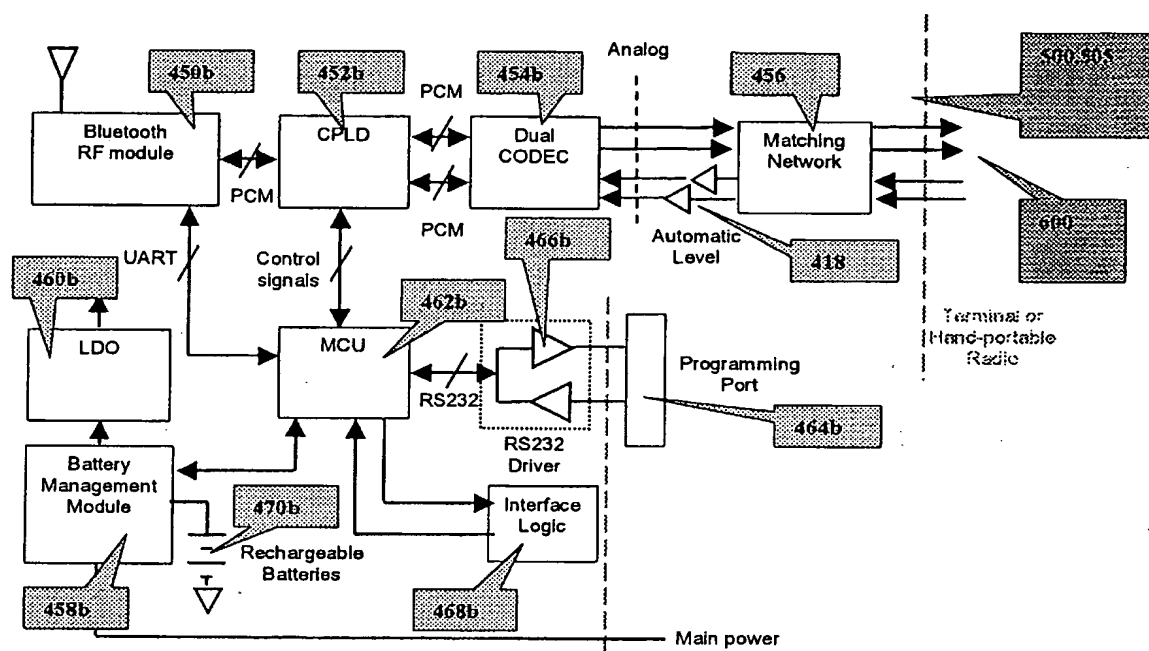 Analog
500/505
450b
452b
PCM
454b
456
Bluetooth
RF module
CPLD
Dual
CODEC
Matching
Network
PCM
PCM
600
UART
Control
signals
466b
Automatic
Level
418
460b
462b
Terminal or
Hand-portable
Radio
LDO
MCU
RS232
Programming
Port
464b
RS232
Driver
Battery
Management
Module
470b
Rechargeable
Batteries
Interface
Logic
458b
468b
Main power